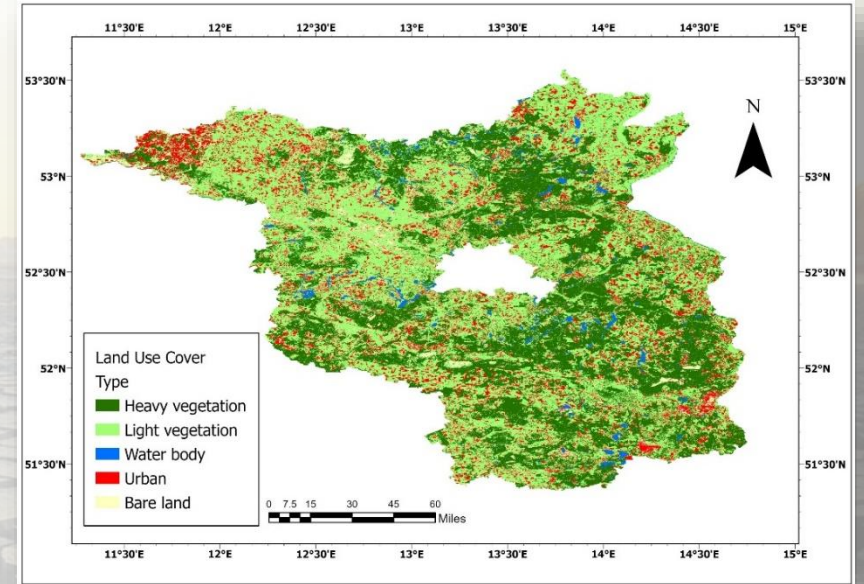 11°30'E 12°E 12°30'E 13°E 13°30'E 14°E 14°30'E 15°E
53°30'N 53°30'N
N
53°N 53°N
52°30'N 52°30'N
Land Use Cover
Type
52°N 52°N
Heavy vegetation
Light vegetation
Water body
51°30'N 51°30'N
Urban
Bare land
0 7.5 15 30 45 60
Miles
11°30'E 12°E 12°30'E 13°E 13°30'E 14°E 14°30'E 15°E